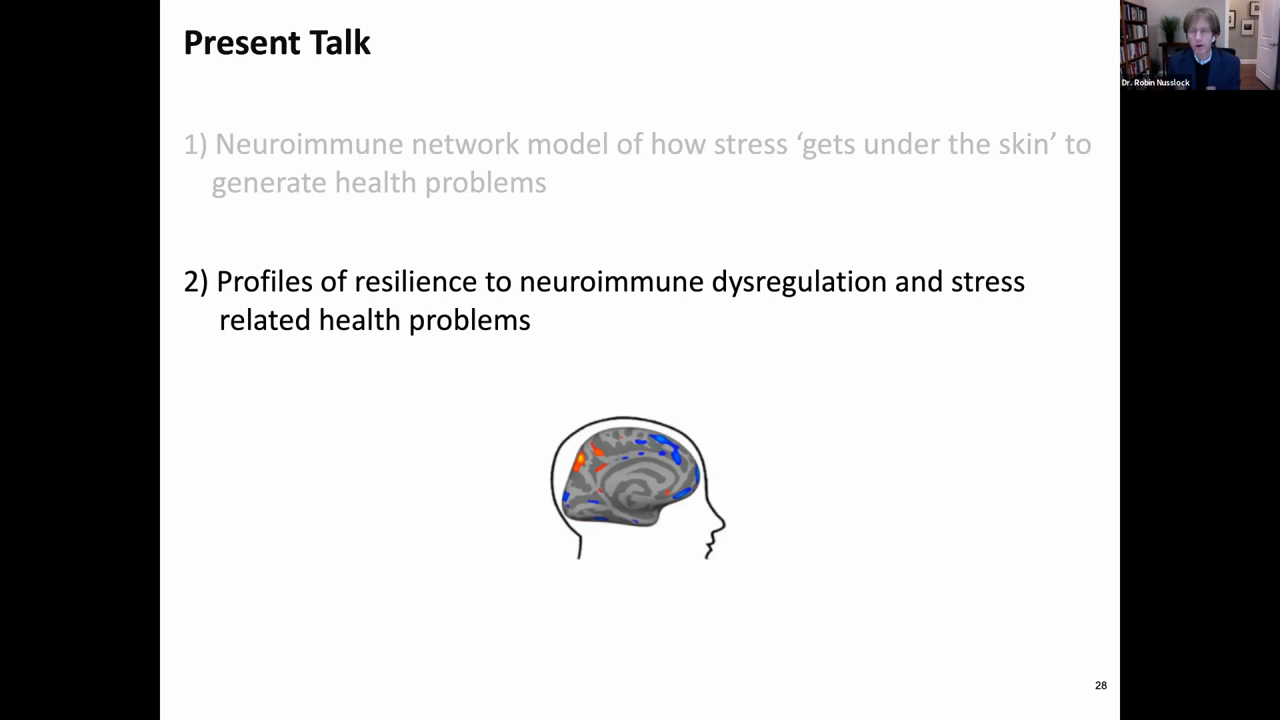 Present Talk
Dr. Robin Nusslock
1) Neuroimmune network model of how stress ‘gets under the skin’ to
generate health problems
2) Profiles of resilience to neuroimmune dysregulation and stress
related health problems
28